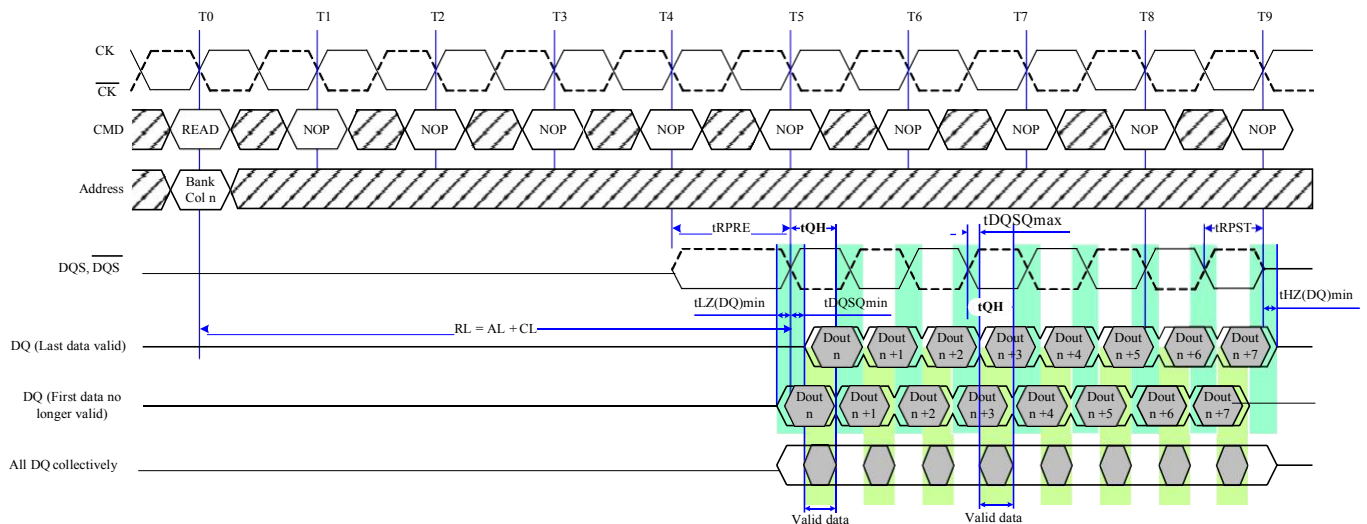 T0 T1 T2 T3 T4 T5 T6 T7 T8 T9
CK
CK
CMD READ NOP NOP NOP NOP NOP NOP NOP NOP NOP
Address Bank
Col n
tRPRE tQH tDQSQmax tRPST
DQS, DQS
tLZ(DQ)min tDQSQmin tQH tHZ(DQ)min
RL = AL + CL
DQ (Last data valid) Dout Dout Dout Dout Dout Dout Dout Dout
n n +1 n +2 n +3 n +4 n +5 n +6 n +7
DQ (First data no Dout Dout Dout Dout Dout Dout Dout Dout
longer valid) n n +1 n +2 n +3 n +4 n +5 n +6 n +7
All DQ collectively
Valid data Valid data